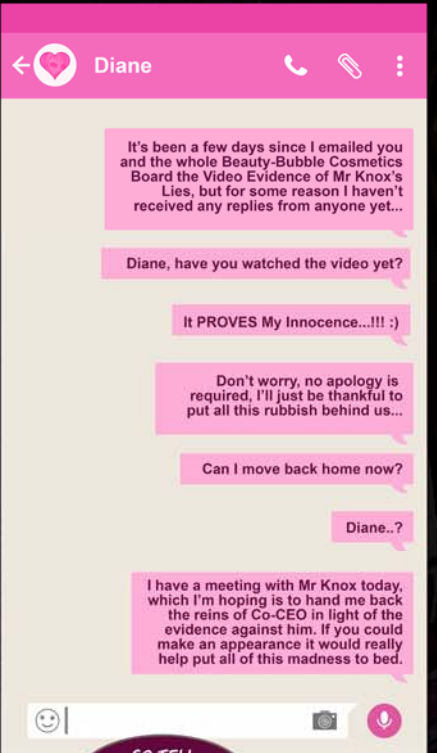 Diane
It's been a few days since I emailed you
and the whole Beauty-Bubble Cosmetics
Board the Video Evidence of Mr Knox's
Lies, but for some reason I haven't
received any replies from anyone yet...
Diane, have you watched the video yet?
It PROVES My Innocence...!!! :)
Don't worry, no apology is
required, I'll just be thankful to
put all this rubbish behind us...
Can I move back home now?
Diane..?
I have a meeting with Mr Knox today,
which I'm hoping is to hand me back
the reins of Co-CEO in light of the
evidence against him. If you could
make an appearance it would really
help put all of this madness to bed.
SO TELL